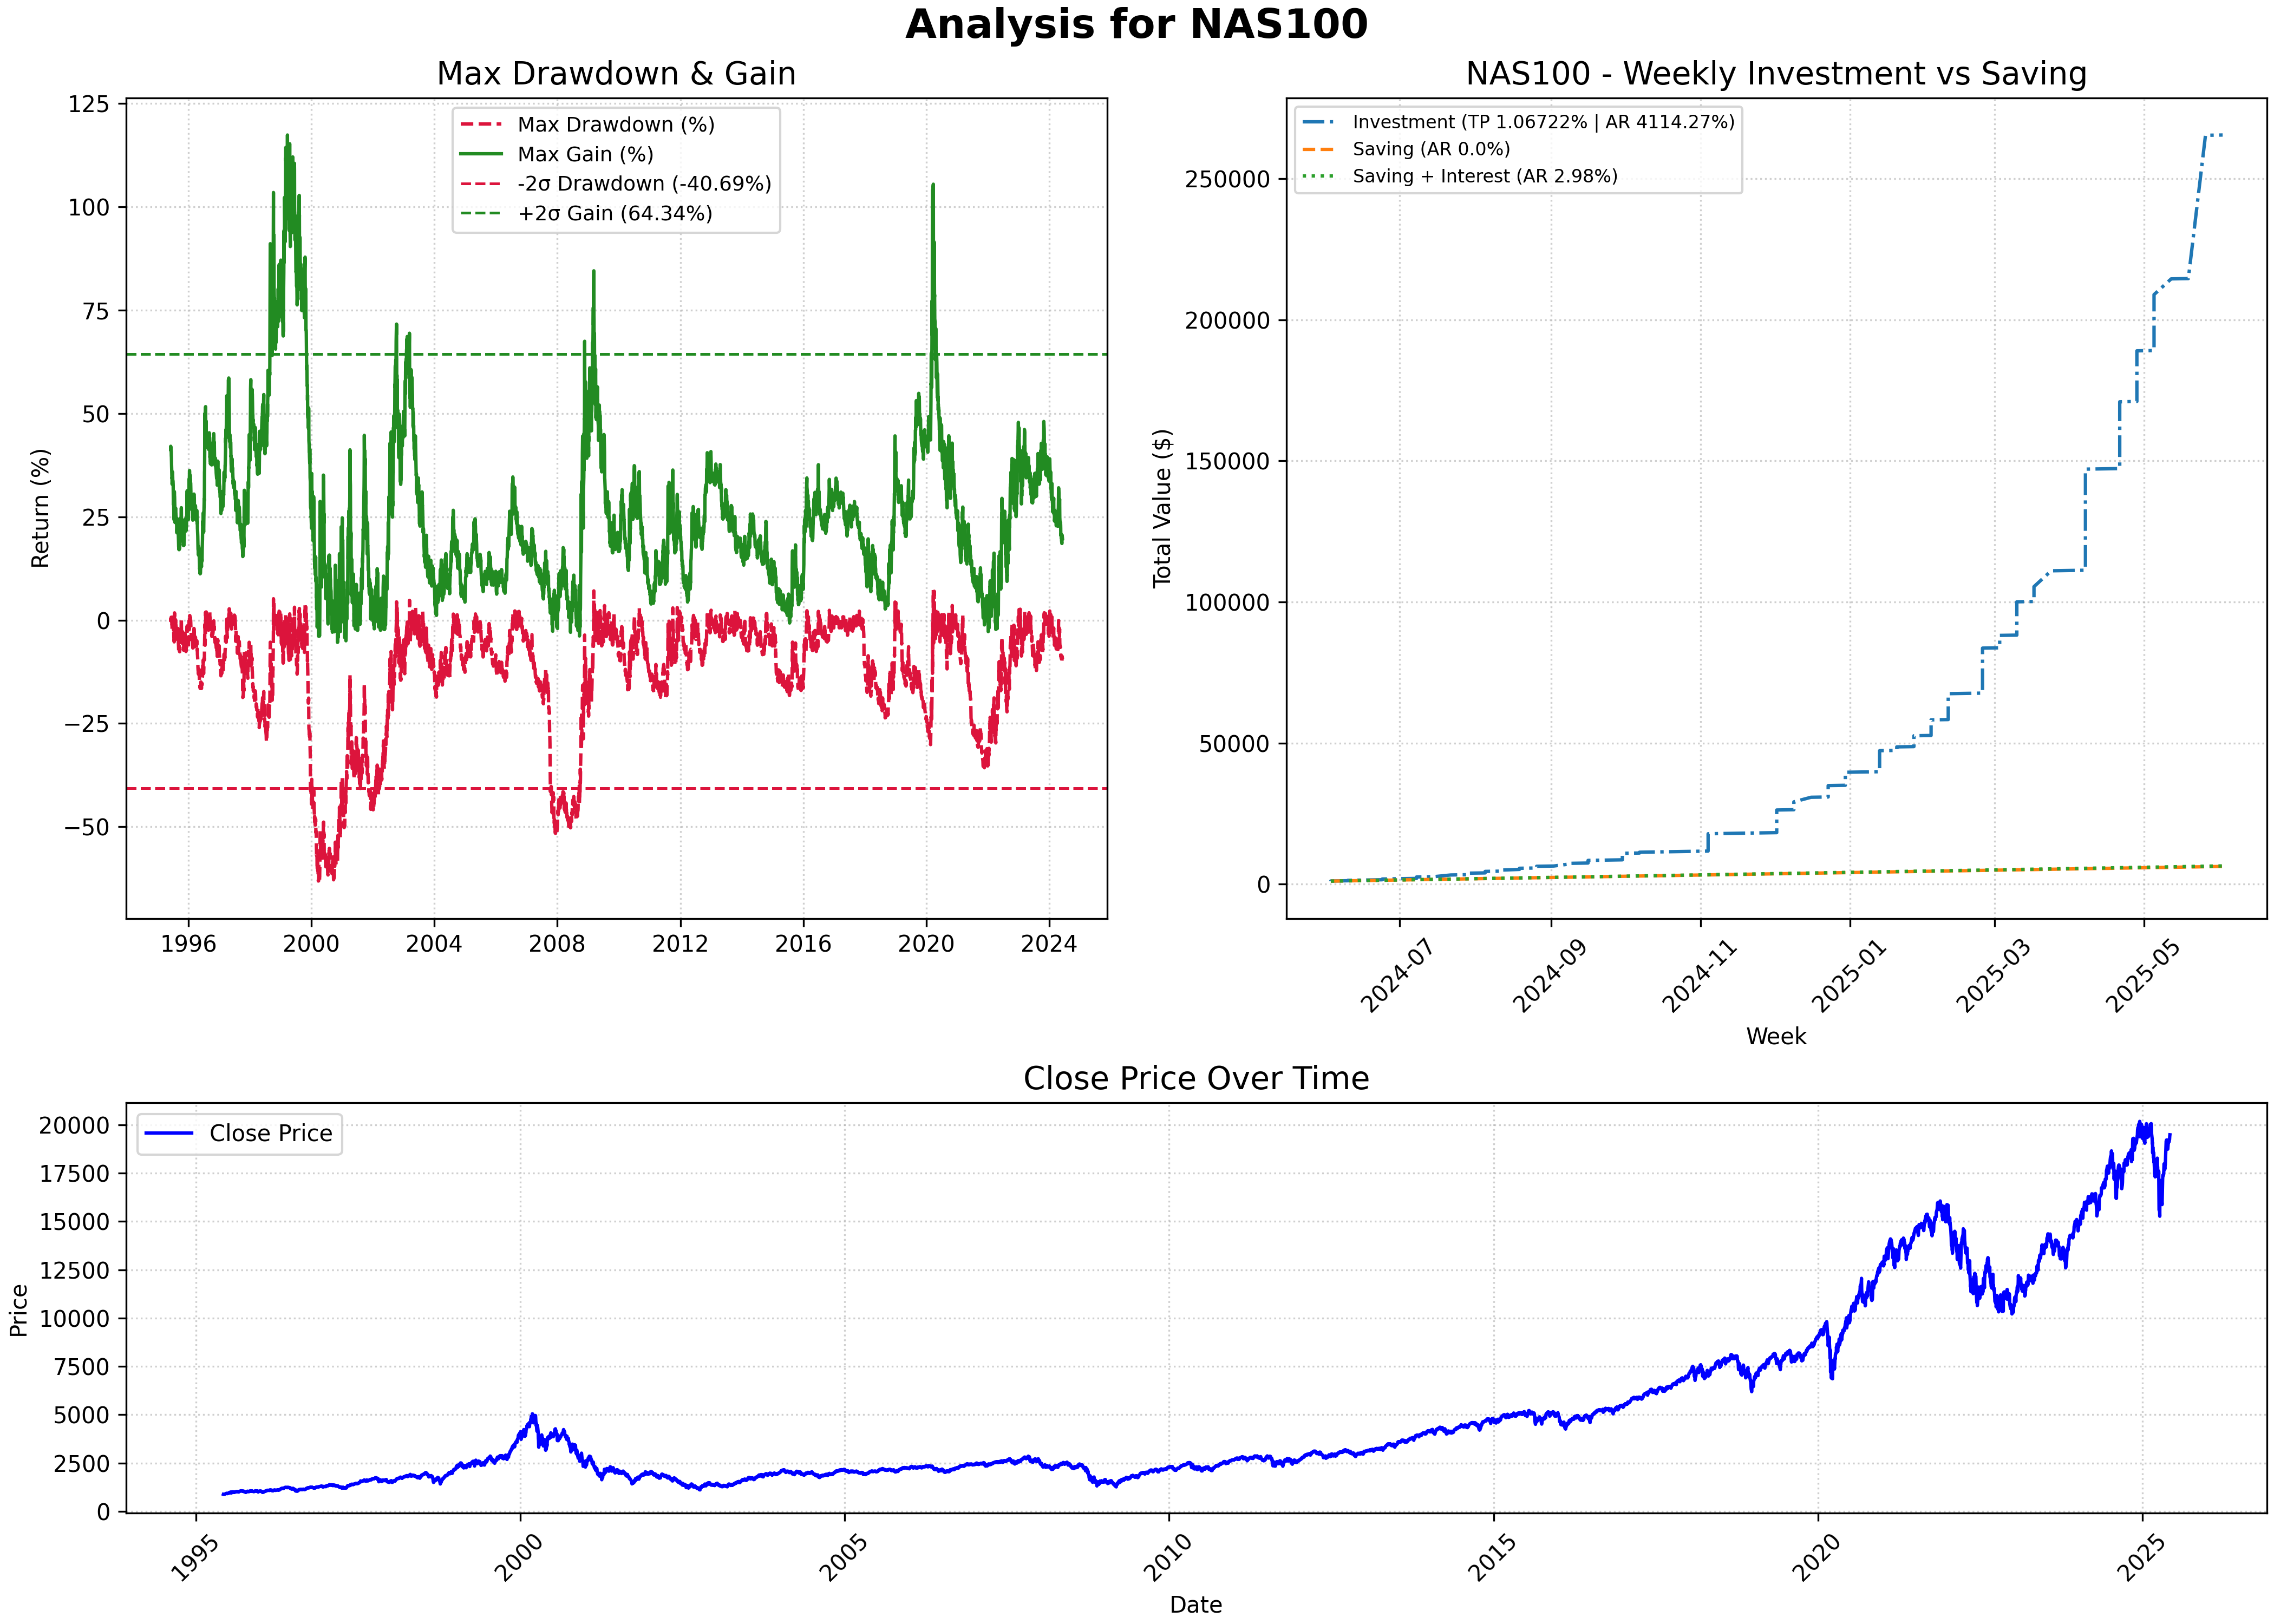 Analysis for NAS100
Max Drawdown & Gain
125
100
75
50
25
0
−25
−50
Return (%)
Max Drawdown (%)
Max Gain (%)
-2σ Drawdown (-40.69%)
+2σ Gain (64.34%)
1996 2000 2004 2008 2012 2016 2020 2024
NAS100 - Weekly Investment vs Saving
250000
200000
150000
100000
50000
0
Total Value ($)
Investment (TP 1.06722% | AR 4114.27%)
Saving (AR 0.0%)
Saving + Interest (AR 2.98%)
2024-07 2024-09 2024-11 2025-01 2025-03 2025-05
Week
Close Price Over Time
20000
17500
15000
12500
10000
7500
5000
2500
0
Price
Close Price
1995 2000 2005 2010 2015 2020 2025
Date